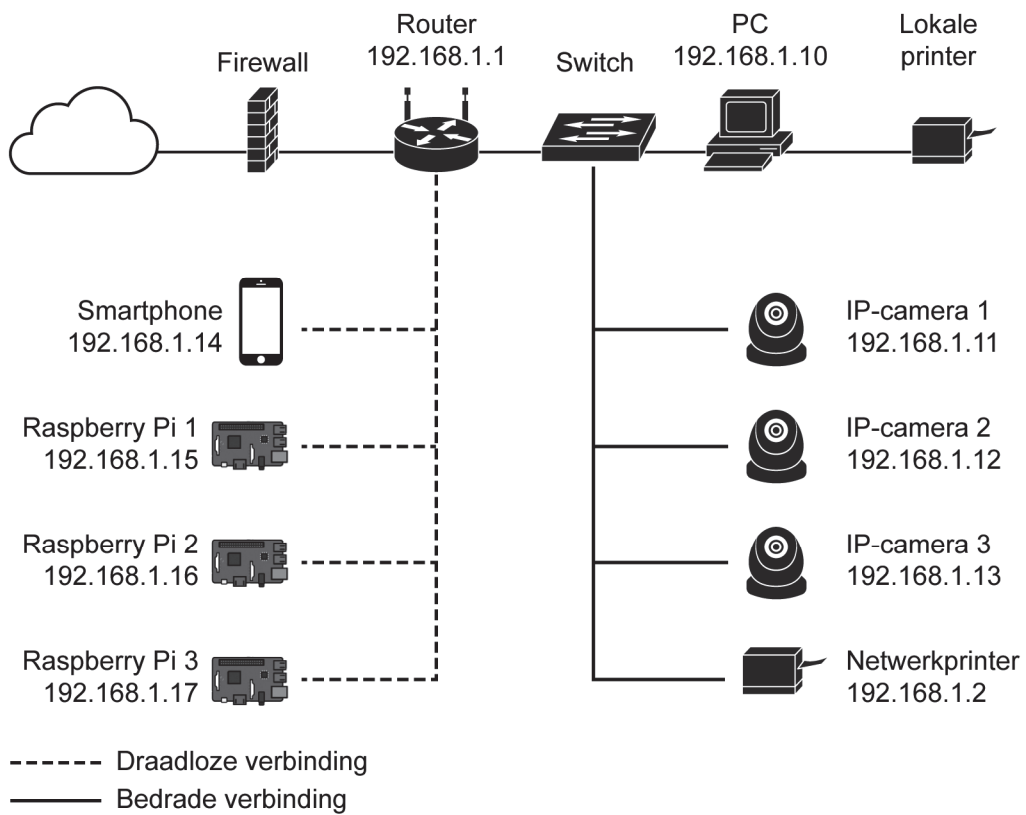 Router
192.168.1.1
PC
192.168.1.10
Lokale
printer
Firewall
Switch
Smartphone
192.168.1.14
IP-camera 1
192.168.1.11
Raspberry Pi 1
192.168.1.15
IP-camera 2
192.168.1.12
Raspberry Pi 2
192.168.1.16
IP-camera 3
192.168.1.13
Raspberry Pi 3
192.168.1.17
Netwerkprinter
192.168.1.2
Draadloze verbinding
Bedrade verbinding